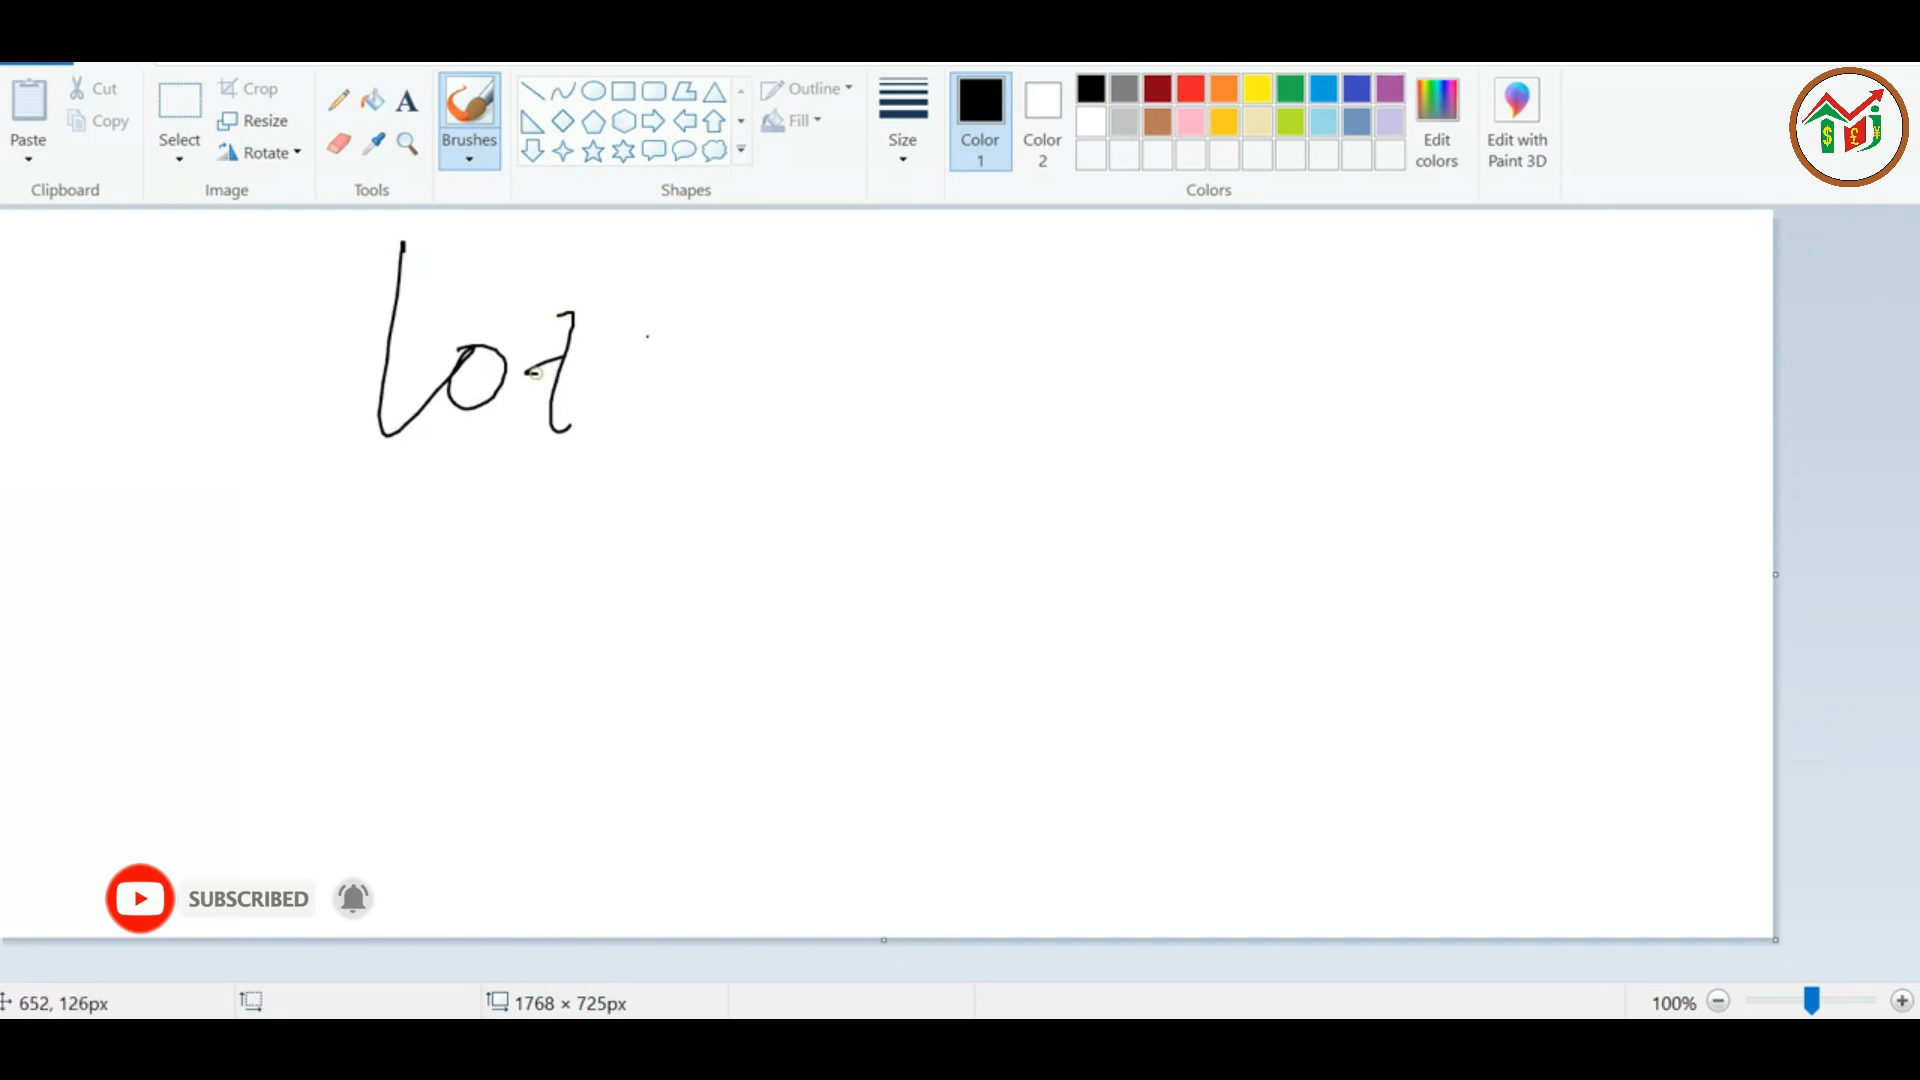 Cut
Copy
Paste
Clipboard
Select
Crop
Resize
Rotate
Image
Tools
Brushes
Shapes
Outline
Fill
Size
Color 1
Color 2
Colors
Edit colors
Edit with Paint 3D
SUBSCRIBED
652, 126px
1768 × 725px
100%